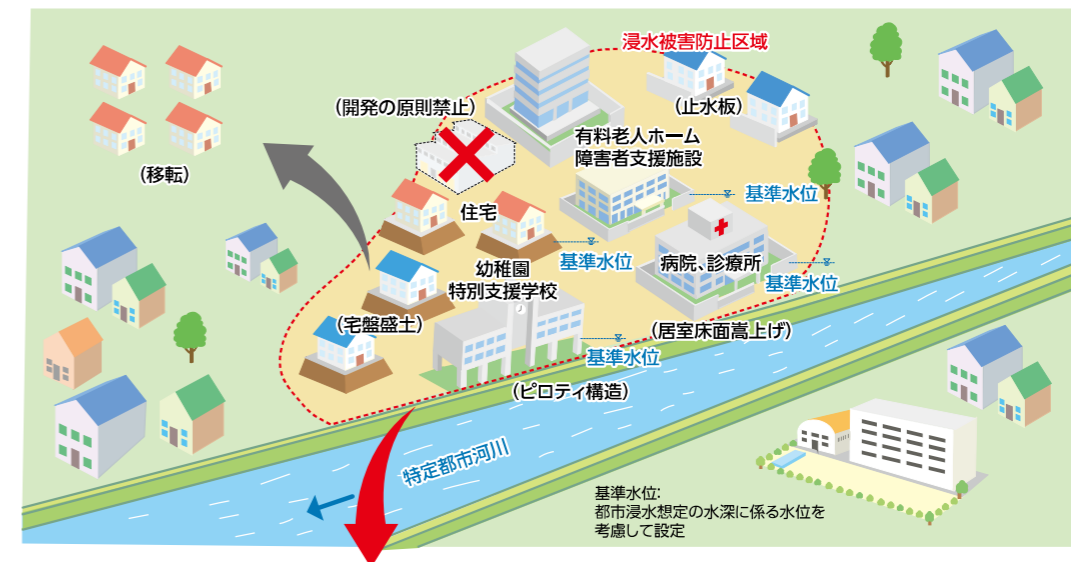 浸水被害防止区域
(開発の原則禁止)
(止水板)
有料老人ホーム
障害者支援施設
(移転)
基準水位
住宅
基準水位
病院、診療所
幼稚園
特別支援学校
基準水位
(宅盤盛土)
(居室床面嵩上げ)
基準水位
(ピロティ構造)
特定都市河川
基準水位:
都市浸水想定の水深に係る水位を
考慮して設定